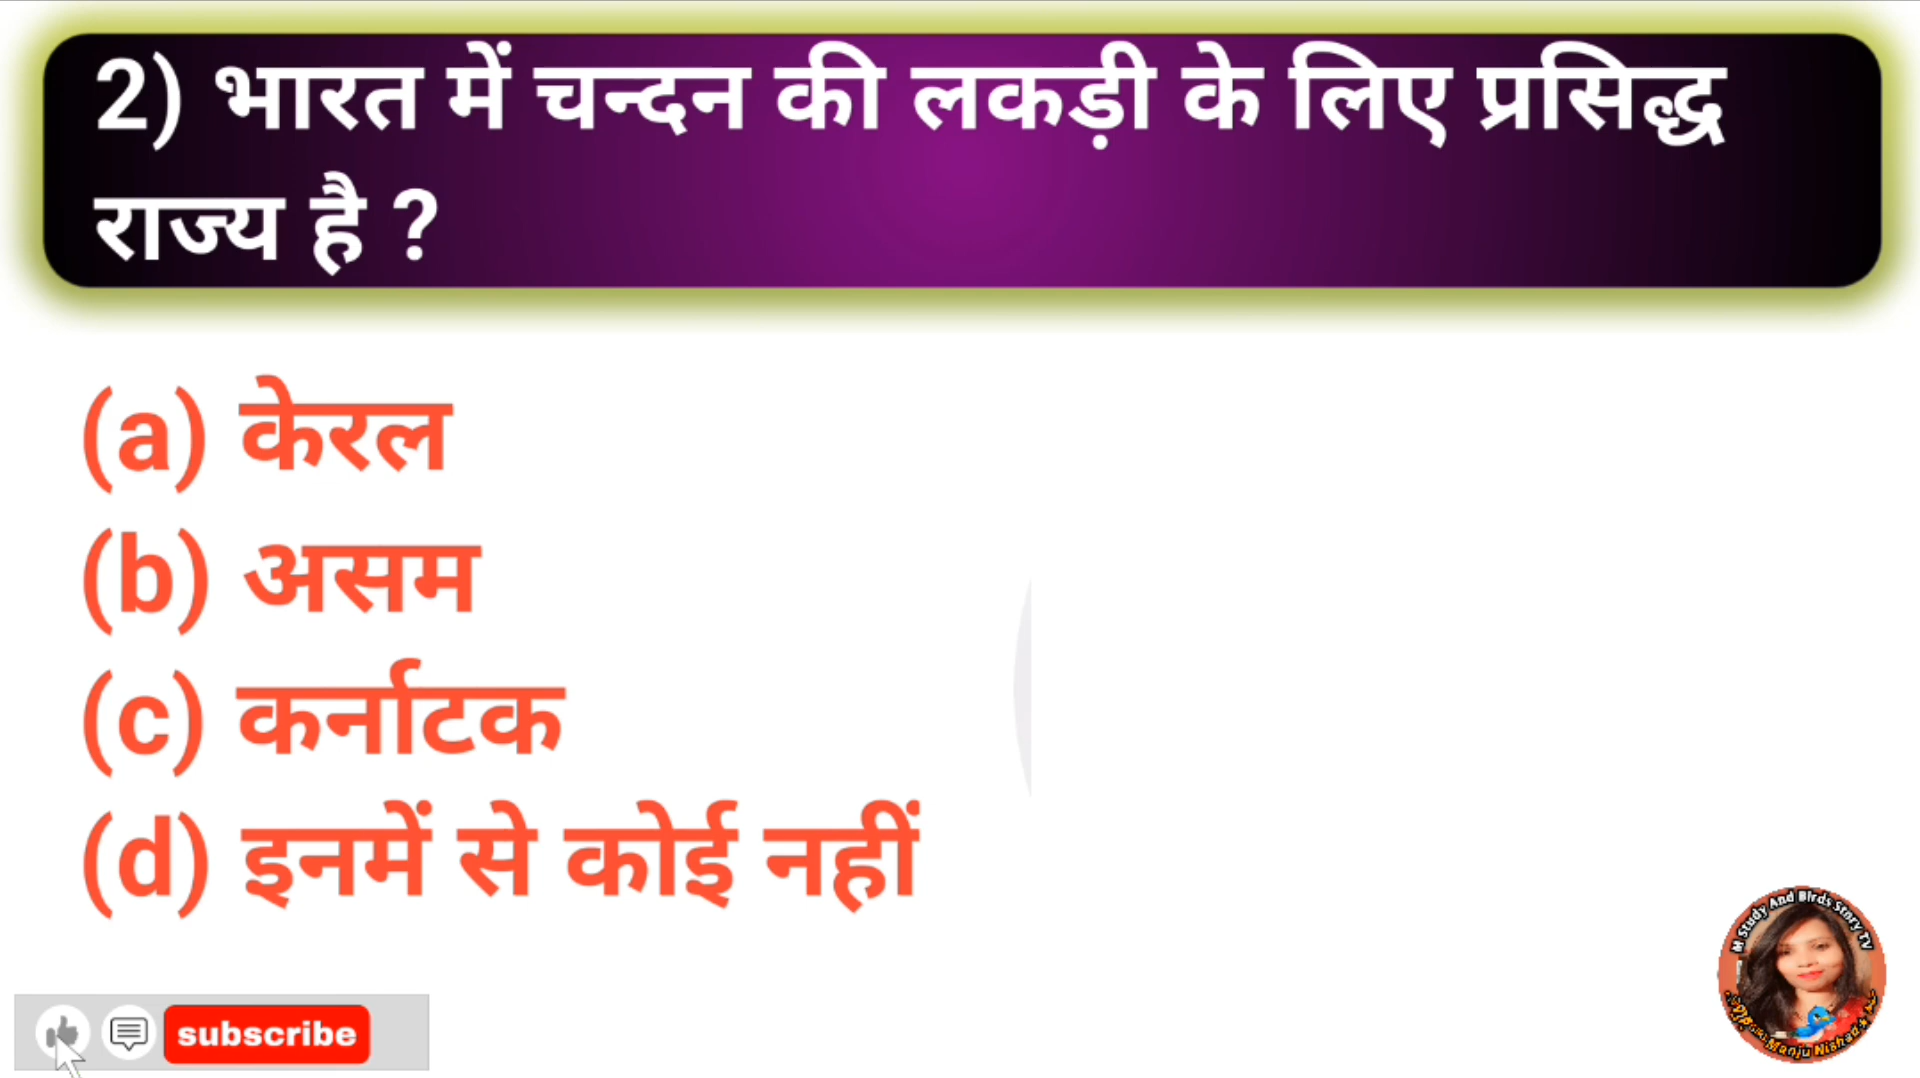 2) भारत में चन्दन की लकड़ी के लिए प्रसिद्ध
राज्य है ?
(a) केरल
(b) असम
(c) कर्नाटक
(d) इनमें से कोई नहीं
M Study And Birds Story TV
Manju Nishad
subscribe